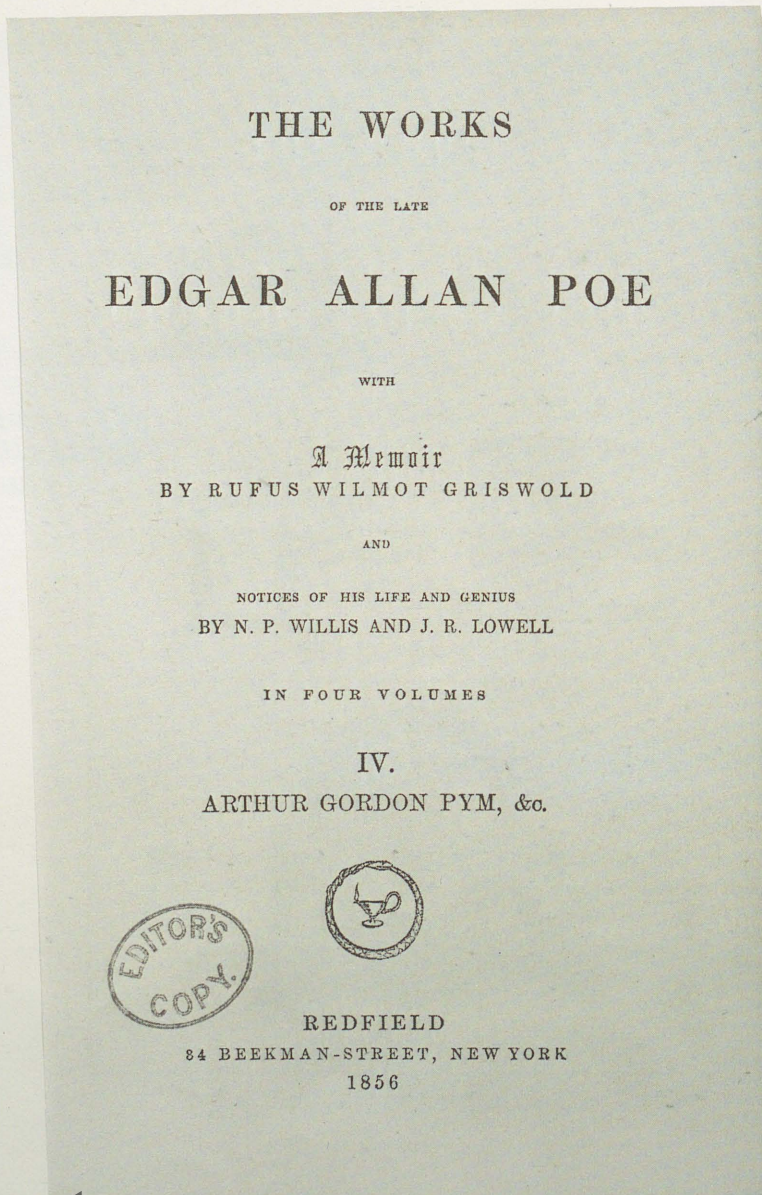 THE WORKS
OF THE LATE
EDGAR ALLAN POE
WITH
A Memoir
BY RUFUS WILMOT GRISWOLD
AND
NOTICES OF HIS LIFE AND GENIUS
BY N. P. WILLIS AND J. R. LOWELL
IN FOUR VOLUMES
IV.
ARTHUR GORDON PYM, &c.
EDITOR'S
COPY.
REDFIELD
34 BEEKMAN-STREET, NEW YORK
1856